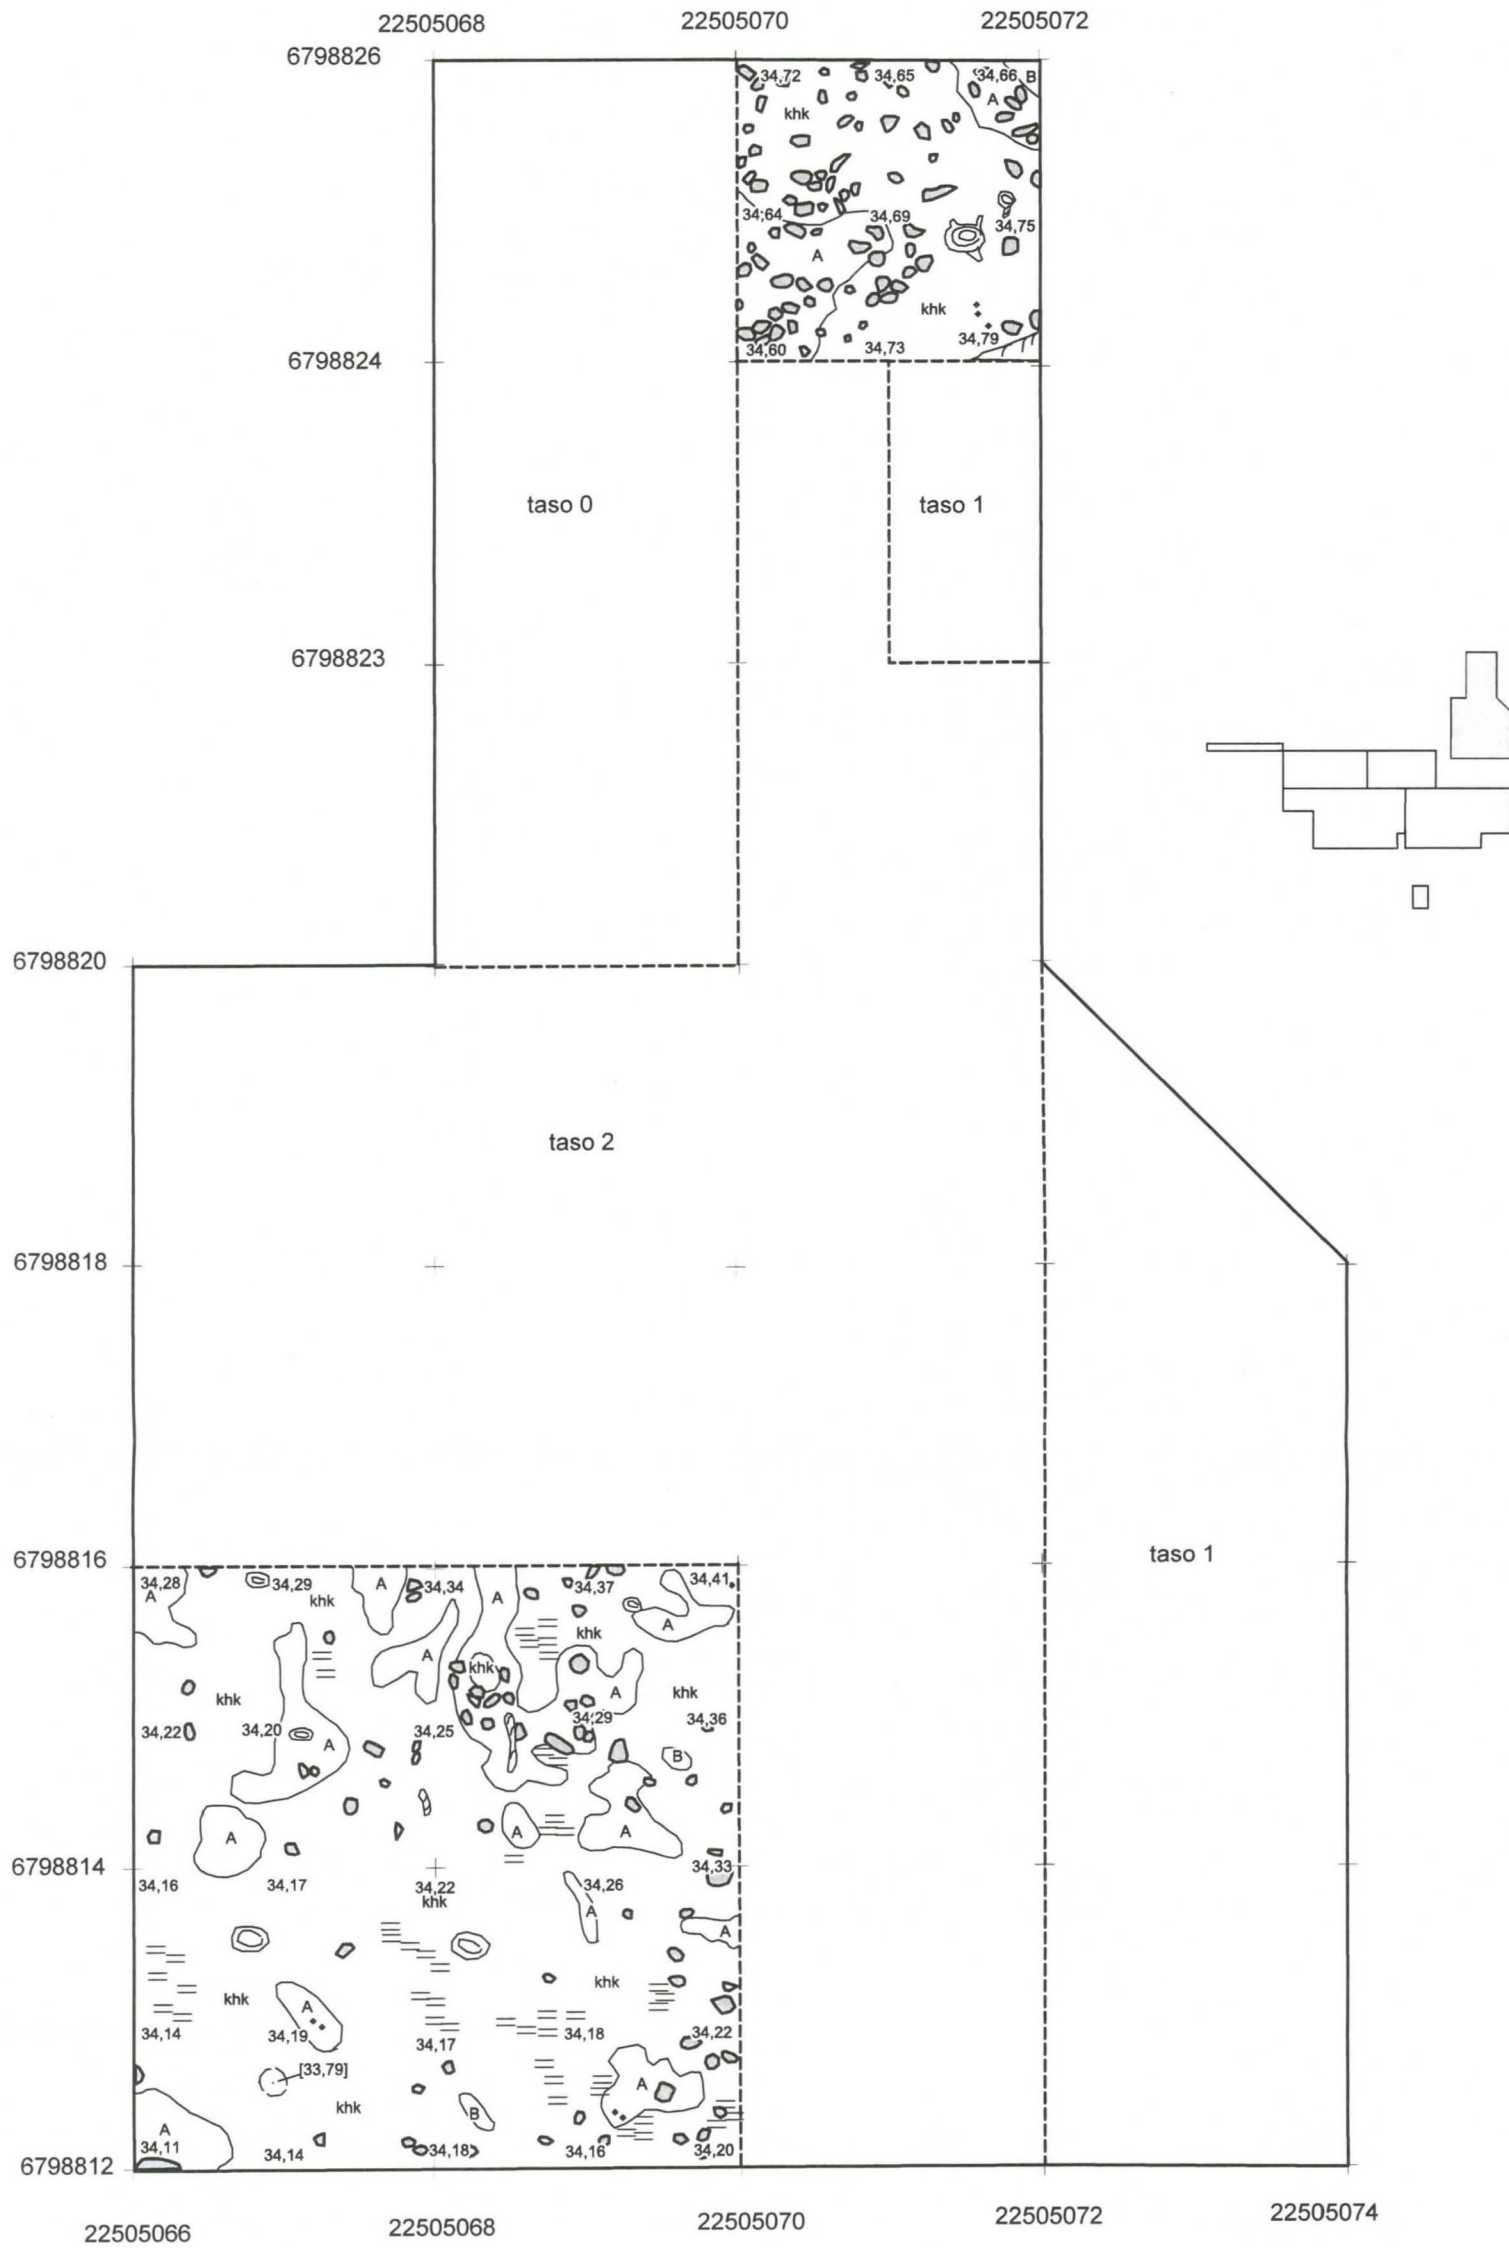 22505068 22505070 22505072
6798826
34,72 34,65 34,66 B
khk A
34,64 34,69 34,75
A
khk
34,60 34,73 34,79
6798824
taso 0 taso 1
6798823
6798820
taso 2
6798818
taso 1
6798816
34,28 34,29 A 34,34 A 34,37 34,41
A khk khk A
A khk
khk A khk
34,22 34,20 A 34,25 34,29 34,36
B
A A A
6798814
34,33
34,16 34,17 34,22 34,26
khk A
A
khk khk
A
34,14 34,19 34,17 34,18 34,22
[33,79]
khk A
B
A
34,11 34,14 34,18 34,16 34,20
6798812
22505066 22505068 22505070 22505072 22505074